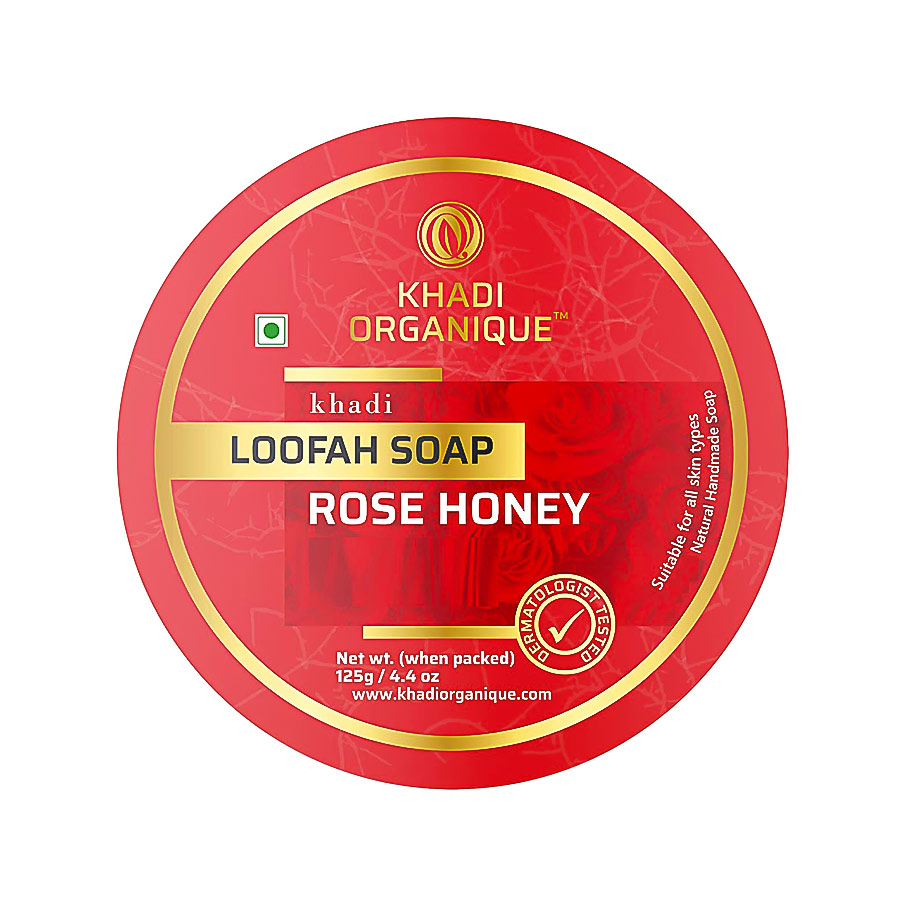 KHADI
ORGANIQUE™
khadi
LOOFAH SOAP
ROSE HONEY
Suitable for all skin types
Natural Handmade Soap
DERMATOLOGIST TESTED
Net wt. (when packed)
125g / 4.4 oz
www.khadiorganique.com